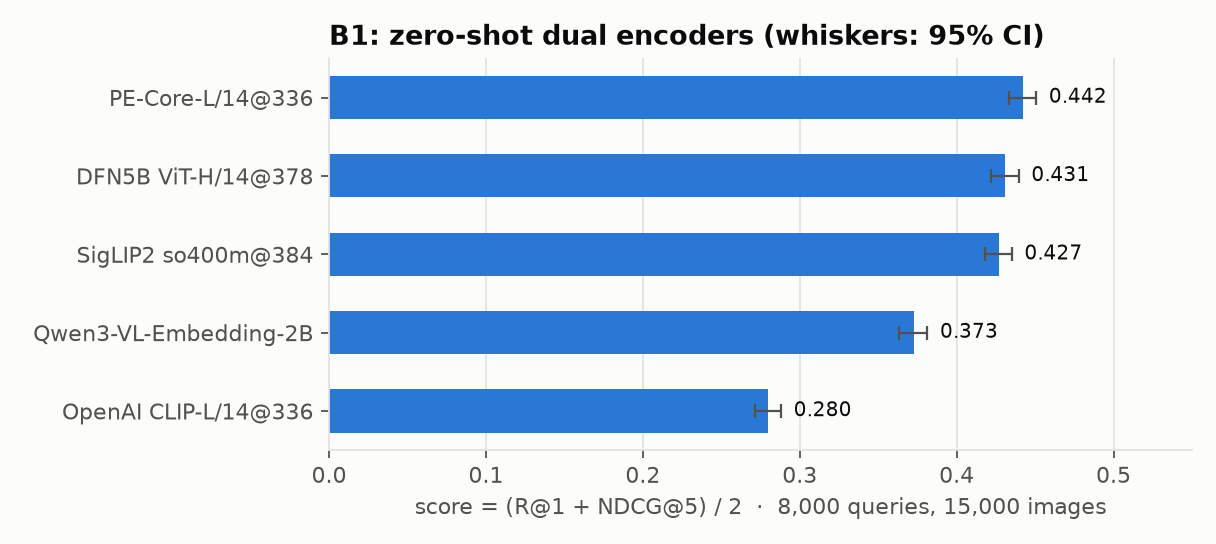 B1: zero-shot dual encoders (whiskers: 95% CI)
PE-Core-L/14@336 0.442
DFN5B ViT-H/14@378 0.431
SigLIP2 so400m@384 0.427
Qwen3-VL-Embedding-2B 0.373
OpenAI CLIP-L/14@336 0.280
0.0 0.1 0.2 0.3 0.4 0.5
score = (R@1 + NDCG@5) / 2 · 8,000 queries, 15,000 images